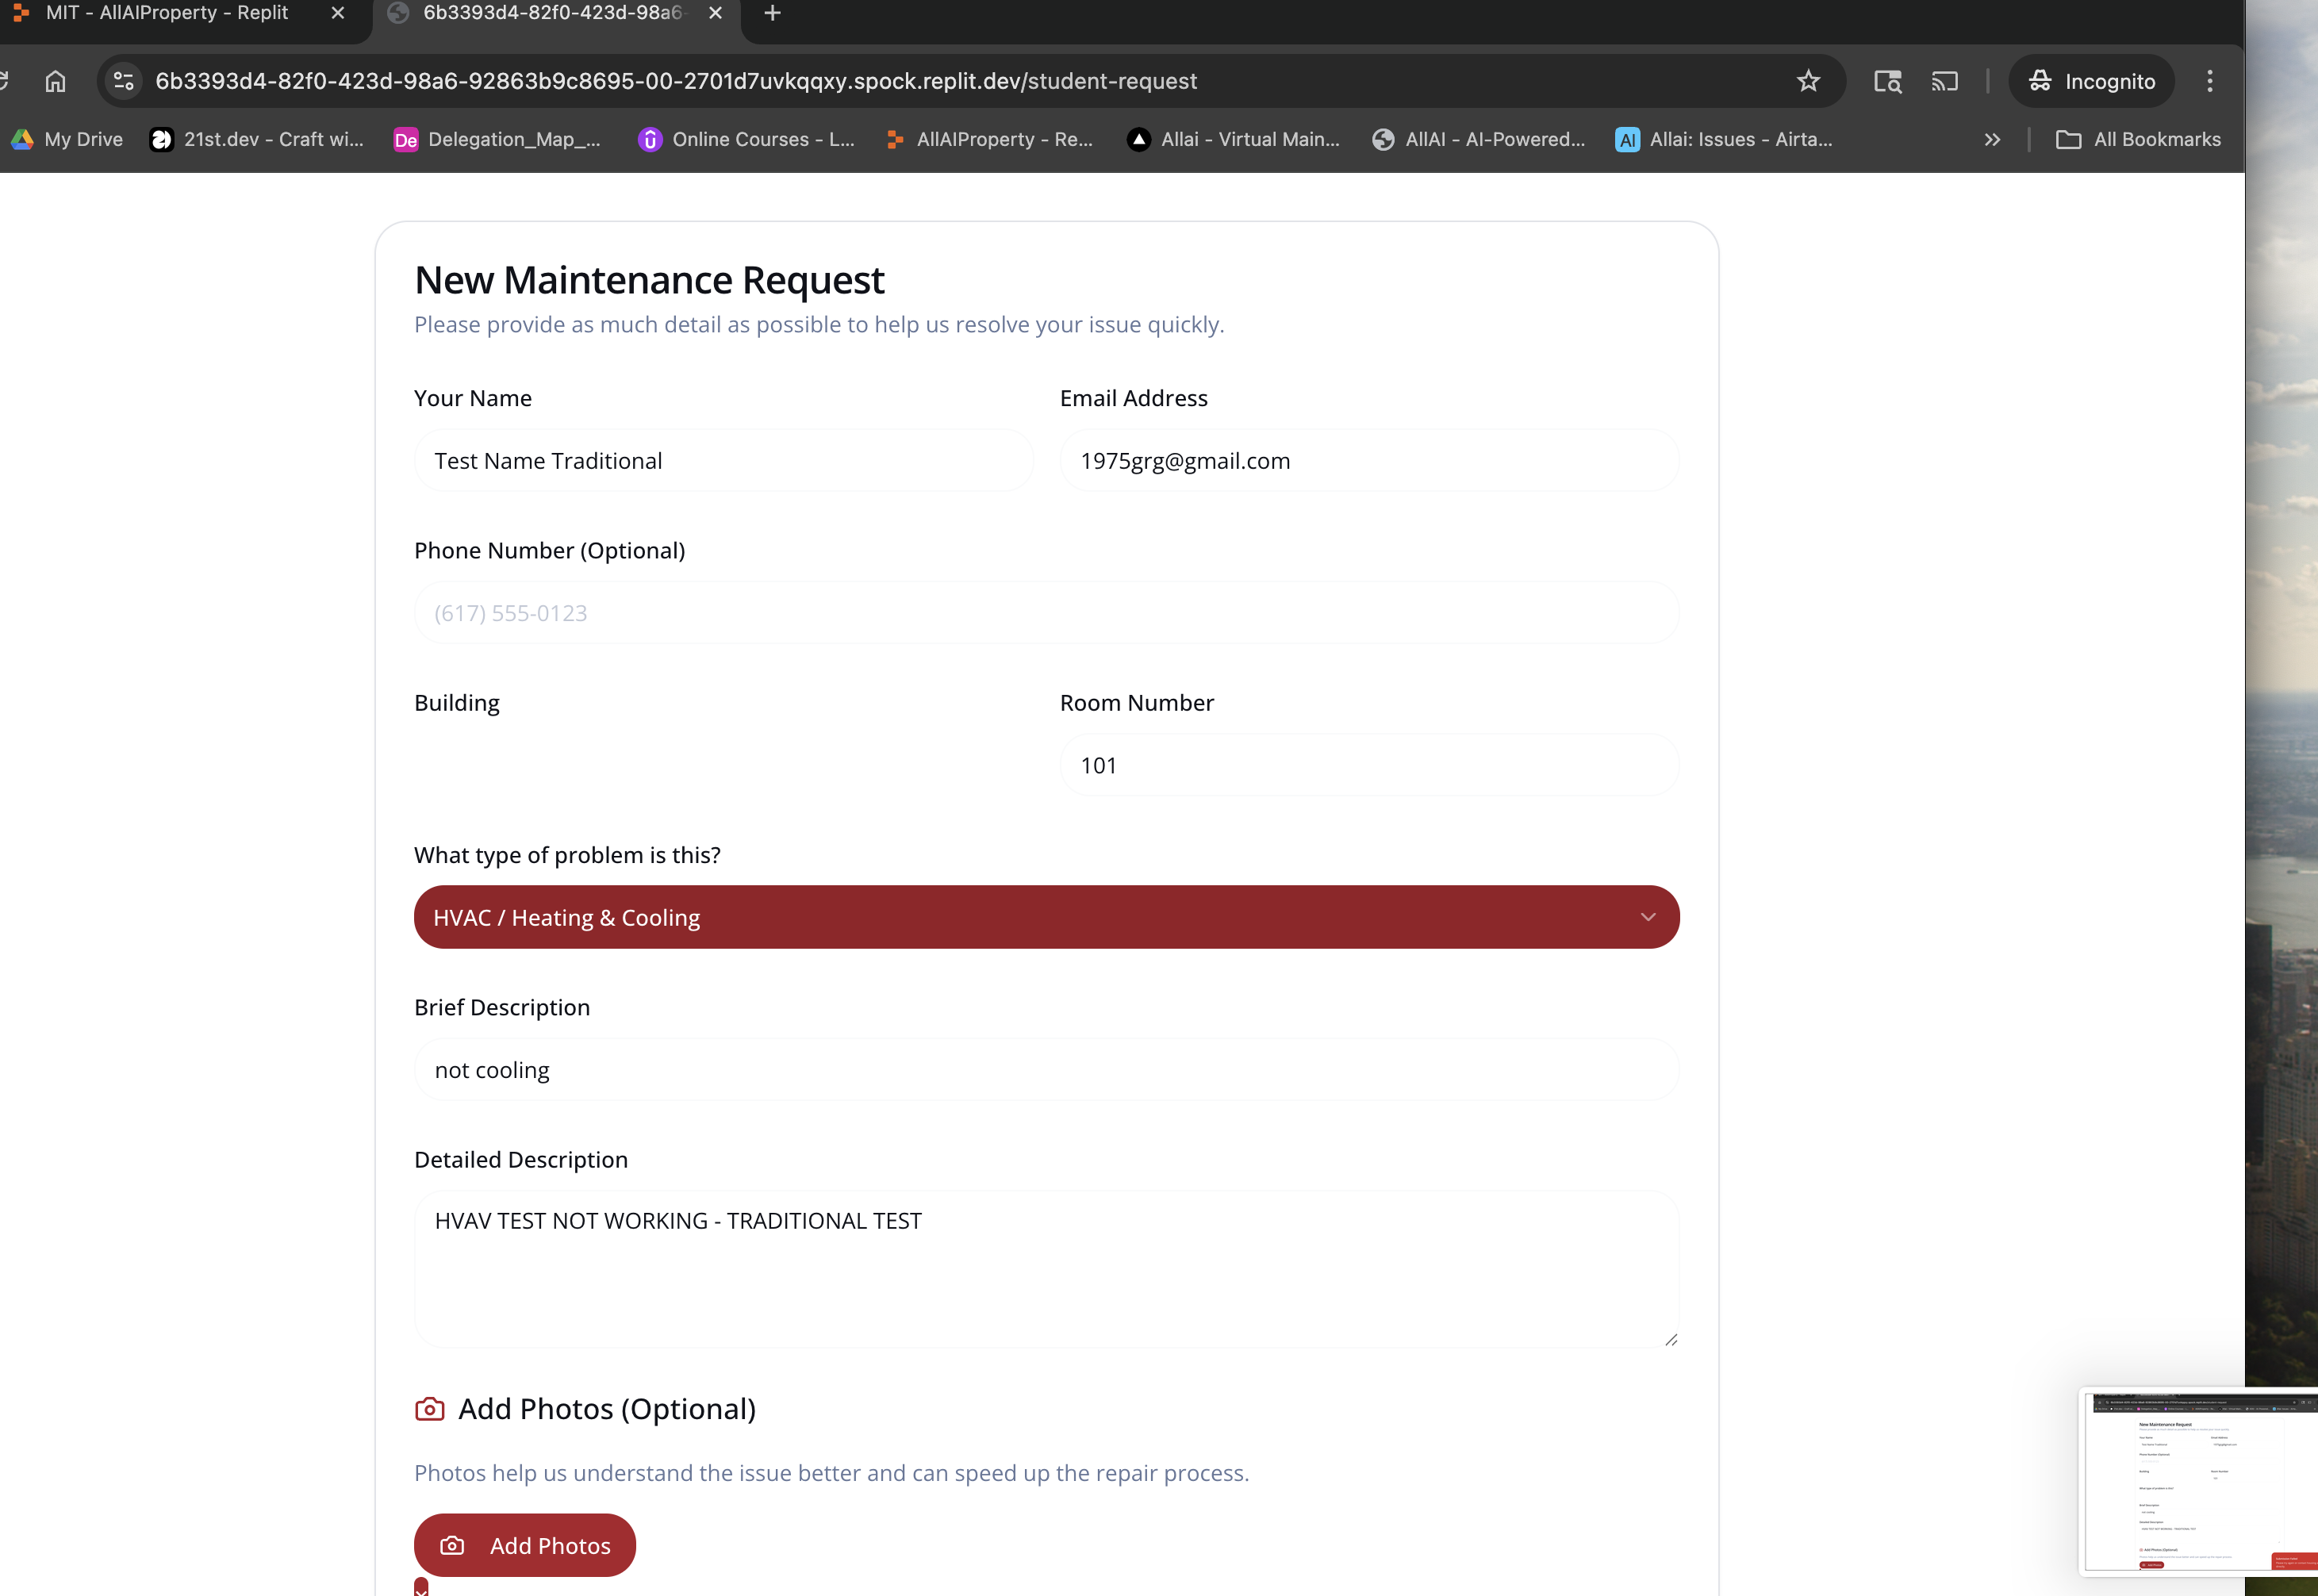 MIT - AllAIProperty - Replit
6b3393d4-82f0-423d-98a6-
6b3393d4-82f0-423d-98a6-92863b9c8695-00-2701d7uvkqqxy.spock.replit.dev/student-request
Incognito
My Drive
21st.dev - Craft wi...
De
Delegation_Map_...
Online Courses - L...
AllAIProperty - Re...
Allai - Virtual Main...
AllAI - AI-Powered...
AI
Allai: Issues - Airta...
All Bookmarks
New Maintenance Request
Please provide as much detail as possible to help us resolve your issue quickly.
Your Name
Email Address
Test Name Traditional
1975grg@gmail.com
Phone Number (Optional)
(617) 555-0123
Building
Room Number
101
What type of problem is this?
HVAC / Heating & Cooling
Brief Description
not cooling
Detailed Description
HVAV TEST NOT WORKING - TRADITIONAL TEST
Add Photos (Optional)
Photos help us understand the issue better and can speed up the repair process.
Add Photos
New Maintenance Request